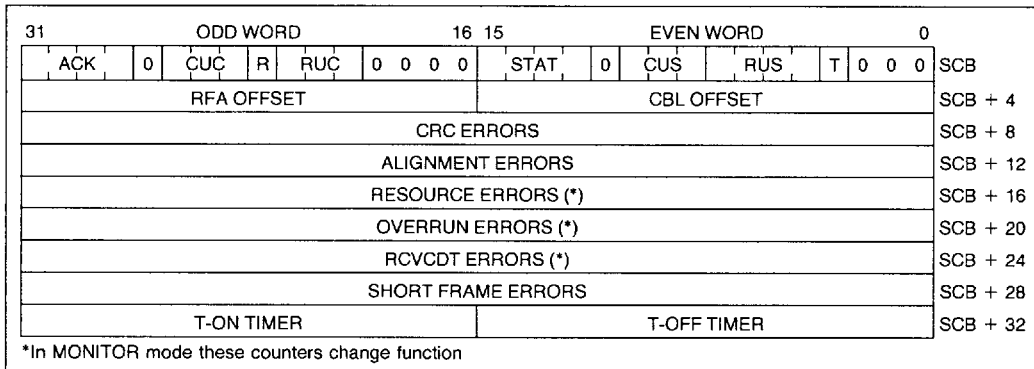 31 ODD WORD 16 15 EVEN WORD 0
ACK 0 CUC R RUC 0 0 0 0 STAT 0 CUS RUS T 0 0 0 SCB
RFA OFFSET CBL OFFSET SCB + 4
CRC ERRORS SCB + 8
ALIGNMENT ERRORS SCB + 12
RESOURCE ERRORS (*) SCB + 16
OVERRUN ERRORS (*) SCB + 20
RCVCDT ERRORS (*) SCB + 24
SHORT FRAME ERRORS SCB + 28
T-ON TIMER T-OFF TIMER SCB + 32
*In MONITOR mode these counters change function